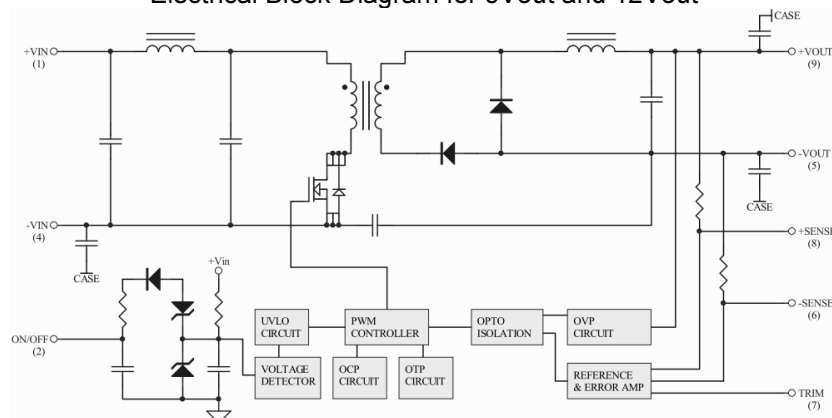 Electrical Block Diagram for 5Vout and 12Vout
CASE
+VIN
(1)
+VOUT
(9)
-VOUT
(5)
CASE
-VIN
(4)
CASE
+SENSE
(8)
+Vin
-SENSE
(6)
ON/OFF
(2)
UVLO
CIRCUIT
PWM
CONTROLLER
OPTO
ISOLATION
OVP
CIRCUIT
VOLTAGE
DETECTOR
OCP
CIRCUIT
OTP
CIRCUIT
REFERENCE
& ERROR AMP
TRIM
(7)